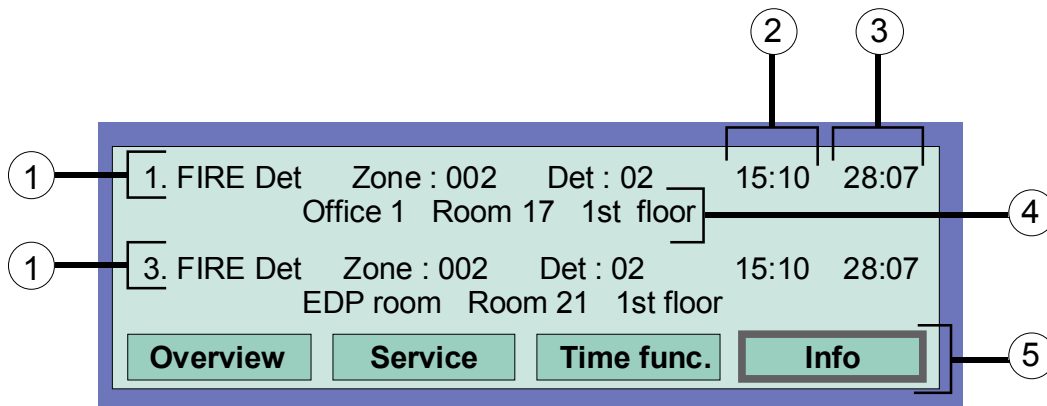 2 3
1 1. FIRE Det Zone : 002 Det : 02 15:10 28:07
Office 1 Room 17 1st floor 4
1 3. FIRE Det Zone : 002 Det : 02 15:10 28:07
EDP room Room 21 1st floor
Overview Service Time func. Info 5